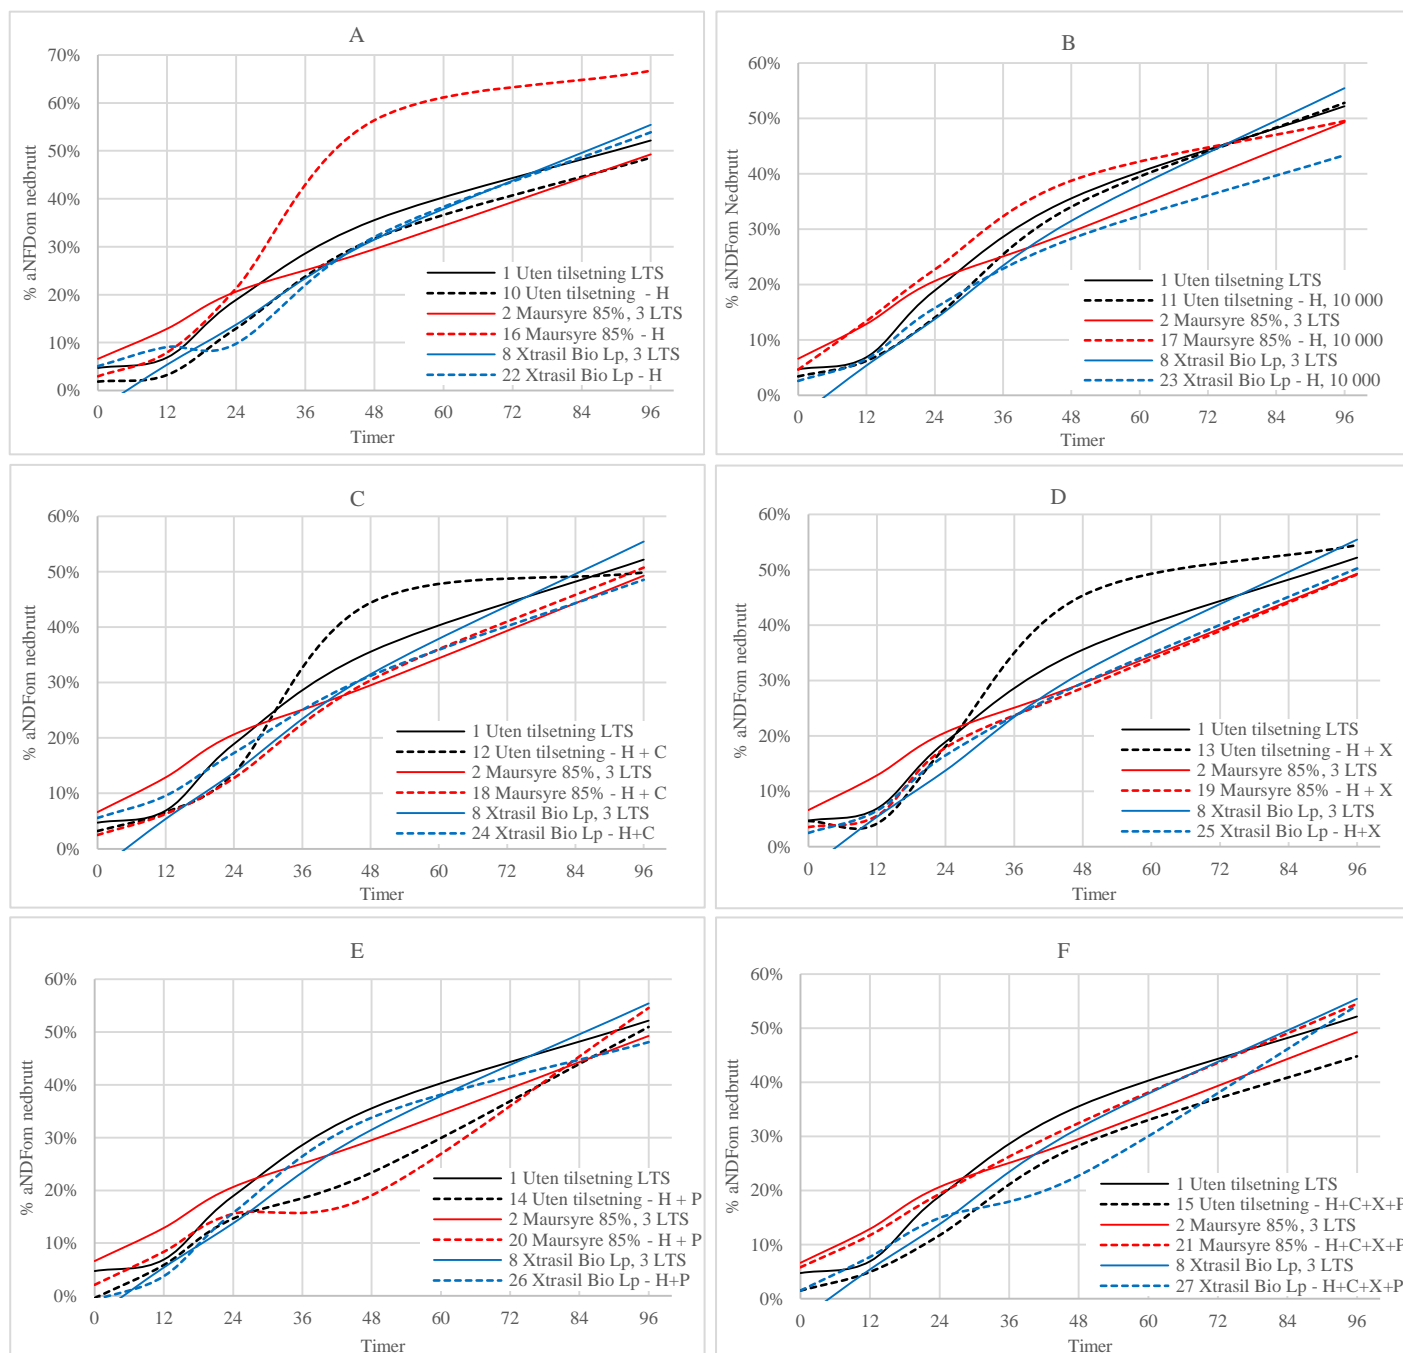 A
70%
60%
50%
40%
30%
20%
10%
0%
% aNFDom nedbrutt
1 Uten tilsetning LTS
10 Uten tilsetning - H
2 Maursyre 85%, 3 LTS
16 Maursyre 85% - H
8 Xtrasil Bio Lp, 3 LTS
22 Xtrasil Bio Lp - H
0 12 24 36 48 60 72 84 96
Timer
B
60%
50%
40%
30%
20%
10%
0%
% aNDFom Nedbrutt
1 Uten tilsetning LTS
11 Uten tilsetning - H, 10 000
2 Maursyre 85%, 3 LTS
17 Maursyre 85% - H, 10 000
8 Xtrasil Bio Lp, 3 LTS
23 Xtrasil Bio Lp - H, 10 000
0 12 24 36 48 60 72 84 96
Timer
C
60%
50%
40%
30%
20%
10%
0%
% aNDFom nedbrutt
1 Uten tilsetning LTS
12 Uten tilsetning - H + C
2 Maursyre 85%, 3 LTS
18 Maursyre 85% - H + C
8 Xtrasil Bio Lp, 3 LTS
24 Xtrasil Bio Lp - H+C
0 12 24 36 48 60 72 84 96
Timer
D
60%
50%
40%
30%
20%
10%
0%
% aNDFom nedbrutt
1 Uten tilsetning LTS
13 Uten tilsetning - H + X
2 Maursyre 85%, 3 LTS
19 Maursyre 85% - H + X
8 Xtrasil Bio Lp, 3 LTS
25 Xtrasil Bio Lp - H+X
0 12 24 36 48 60 72 84 96
Timer
E
60%
50%
40%
30%
20%
10%
0%
% aNDFom nedbrutt
1 Uten tilsetning LTS
14 Uten tilsetning - H + P
2 Maursyre 85%, 3 LTS
20 Maursyre 85% - H + P
8 Xtrasil Bio Lp, 3 LTS
26 Xtrasil Bio Lp - H+P
0 12 24 36 48 60 72 84 96
Timer
F
60%
50%
40%
30%
20%
10%
0%
% aNDFom nedbrutt
1 Uten tilsetning LTS
15 Uten tilsetning - H+C+X+P
2 Maursyre 85%, 3 LTS
21 Maursyre 85% - H+C+X+P
8 Xtrasil Bio Lp, 3 LTS
27 Xtrasil Bio Lp - H+C+X+P
0 12 24 36 48 60 72 84 96
Timer